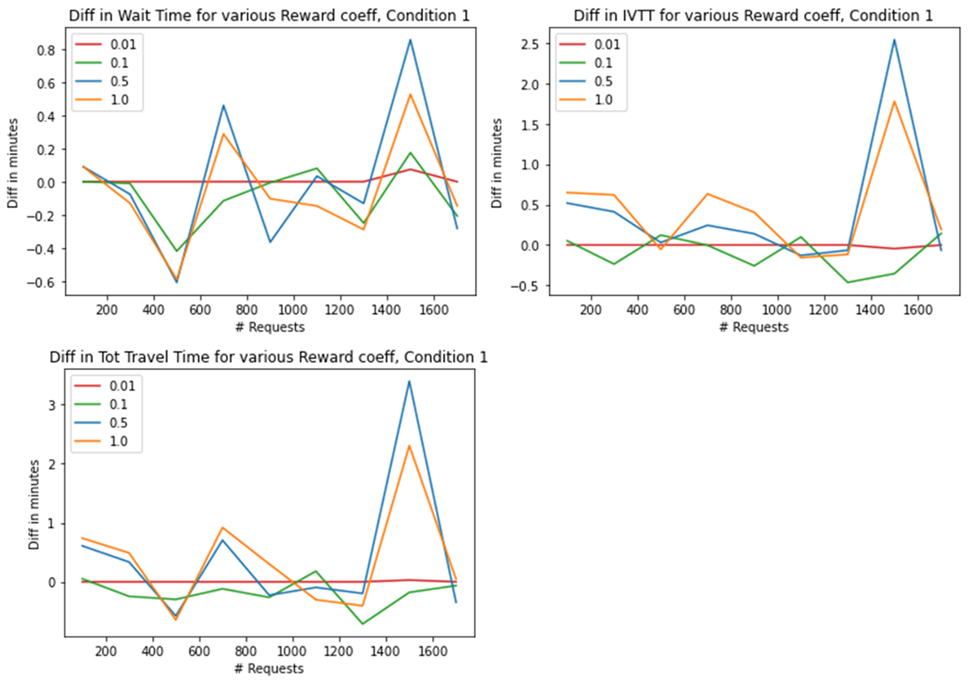 Diff in Wait Time for various Reward coeff, Condition 1
0.01
0.1
0.5
1.0
Diff in minutes
0.8
0.6
0.4
0.2
0.0
−0.2
−0.4
−0.6
200 400 600 800 1000 1200 1400 1600
# Requests
Diff in IVTT for various Reward coeff, Condition 1
0.01
0.1
0.5
1.0
Diff in minutes
2.5
2.0
1.5
1.0
0.5
0.0
−0.5
200 400 600 800 1000 1200 1400 1600
# Requests
Diff in Tot Travel Time for various Reward coeff, Condition 1
0.01
0.1
0.5
1.0
Diff in minutes
3
2
1
0
200 400 600 800 1000 1200 1400 1600
# Requests